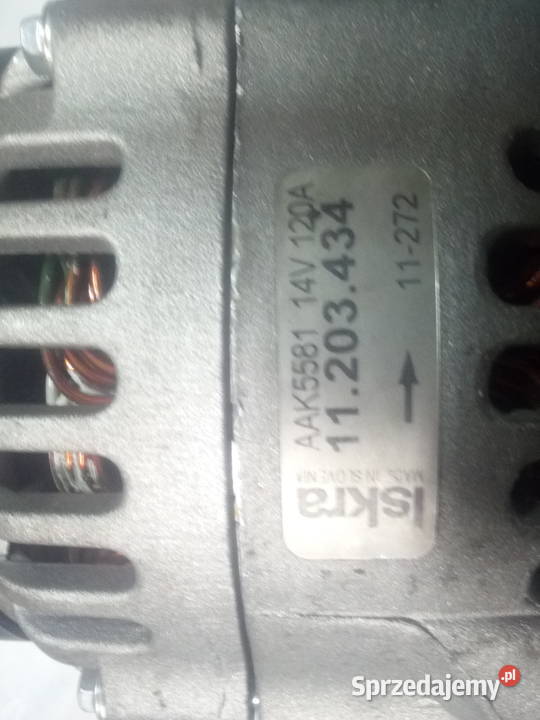 AAK5581 14V 120A
11.203.434
Iskra
MADE IN SLOVENIA
11-272
Sprzedajemy.pl